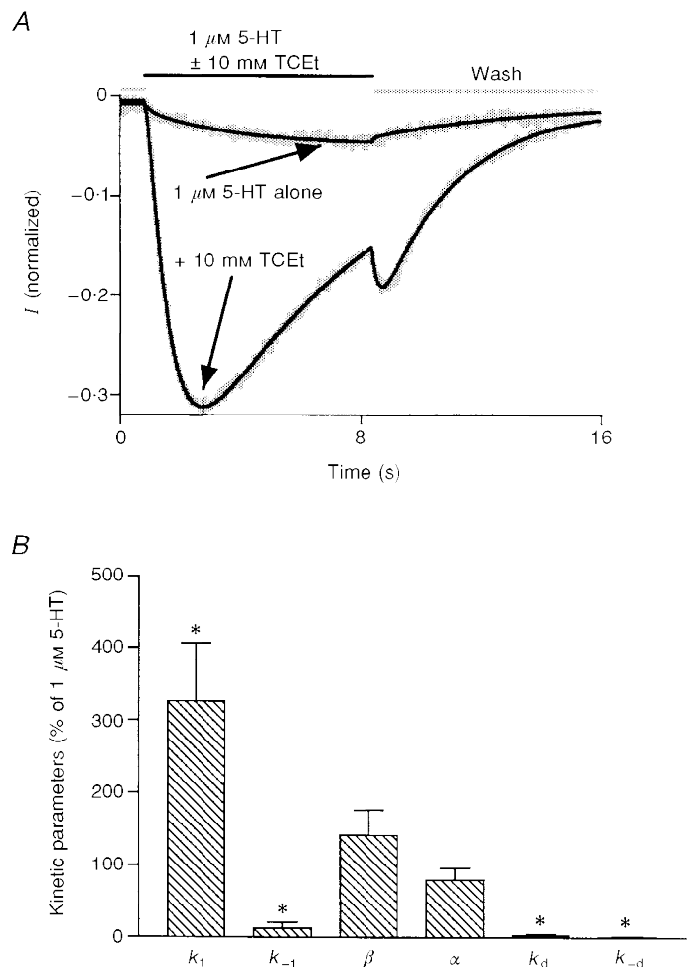 A
1 μM 5-HT
± 10 mM TCEt
Wash
0
−0·1
−0·2
−0·3
I (normalized)
1 μM 5-HT alone
+ 10 mM TCEt
0
8
16
Time (s)
B
500
400
300
200
100
0
Kinetic parameters (% of 1 μM 5-HT)
*
*
*
*
k₁
k₋₁
β
α
k_d
k_−d